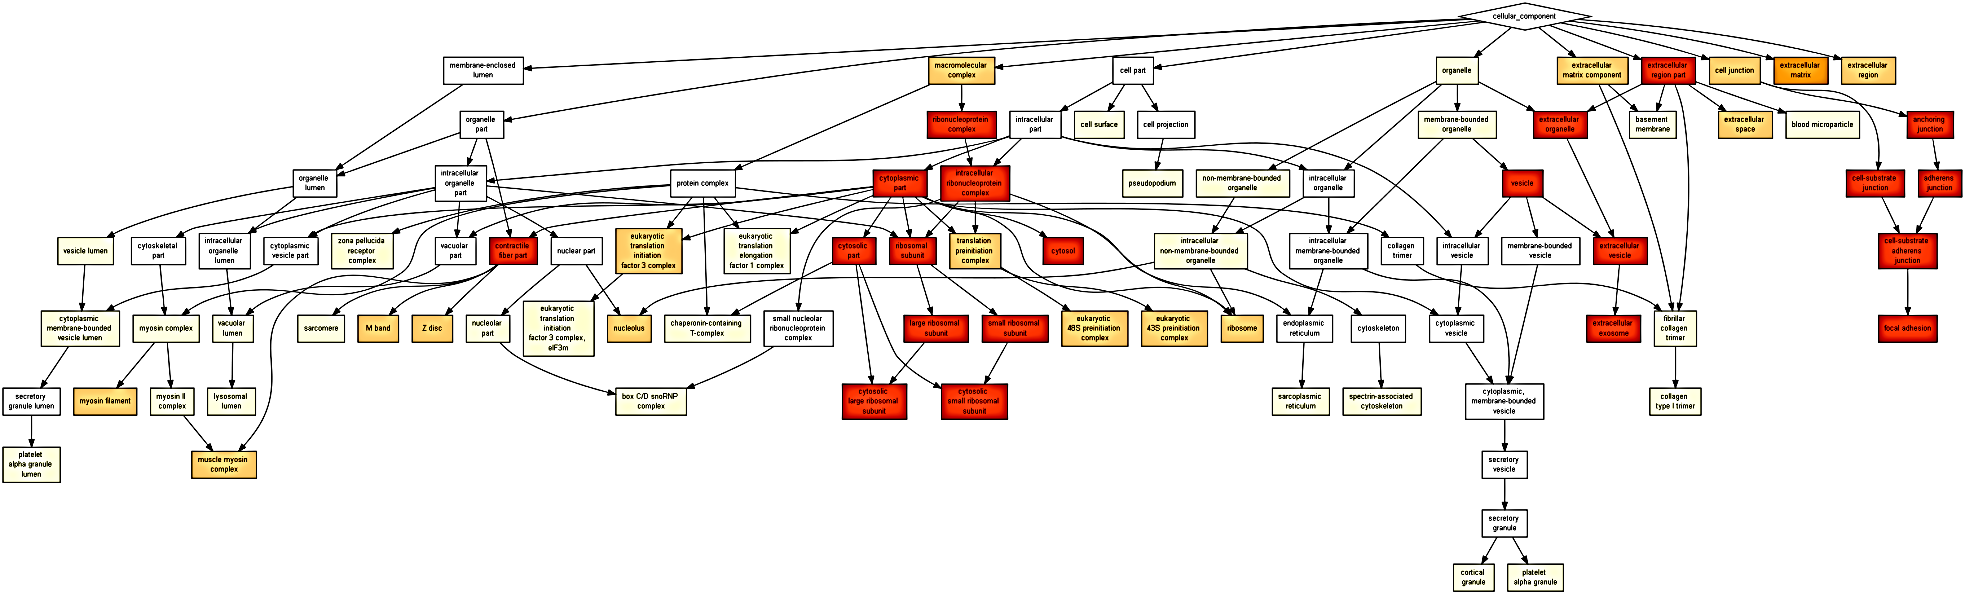 cellular_component
membrane-enclosed
lumen
macromolecular
complex
cell part
organelle
extracellular
matrix component
extracellular
region part
cell junction
extracellular
matrix
extracellular
region
organelle
part
ribonucleoprotein
complex
intracellular
part
cell surface
cell projection
membrane-bounded
organelle
extracellular
organelle
basement
membrane
extracellular
space
blood microparticle
anchoring
junction
organelle
lumen
intracellular
organelle
part
protein complex
cytoplasmic
part
intracellular
ribonucleoprotein
complex
pseudopodium
non-membrane-bounded
organelle
intracellular
organelle
vesicle
cell-substrate
junction
adherens
junction
vesicle lumen
cytoskeletal
part
intracellular
organelle
lumen
cytoplasmic
vesicle part
zona pellucida
receptor
complex
vacuolar
part
contractile
fiber part
nuclear part
eukaryotic
translation
initiation
factor 3 complex
eukaryotic
translation
elongation
factor 1 complex
cytosolic
part
ribosomal
subunit
translation
preinitiation
complex
cytosol
intracellular
non-membrane-bounded
organelle
intracellular
membrane-bounded
organelle
collagen
trimer
intracellular
vesicle
membrane-bounded
vesicle
extracellular
vesicle
cell-substrate
adherens
junction
cytoplasmic
membrane-bounded
vesicle lumen
myosin complex
vacuolar
lumen
sarcomere
M band
Z disc
nucleolar
part
eukaryotic
translation
initiation
factor 3 complex,
eIF3m
nucleolus
chaperonin-containing
T-complex
small nucleolar
ribonucleoprotein
complex
large ribosomal
subunit
small ribosomal
subunit
eukaryotic
48S preinitiation
complex
eukaryotic
43S preinitiation
complex
ribosome
endoplasmic
reticulum
cytoskeleton
cytoplasmic
vesicle
extracellular
exosome
fibrillar
collagen
trimer
focal adhesion
secretory
granule lumen
myosin filament
myosin II
complex
lysosomal
lumen
box C/D snoRNP
complex
cytosolic
large ribosomal
subunit
cytosolic
small ribosomal
subunit
sarcoplasmic
reticulum
spectrin-associated
cytoskeleton
cytoplasmic,
membrane-bounded
vesicle
collagen
type I trimer
platelet
alpha granule
lumen
muscle myosin
complex
secretory
vesicle
secretory
granule
cortical
granule
platelet
alpha granule